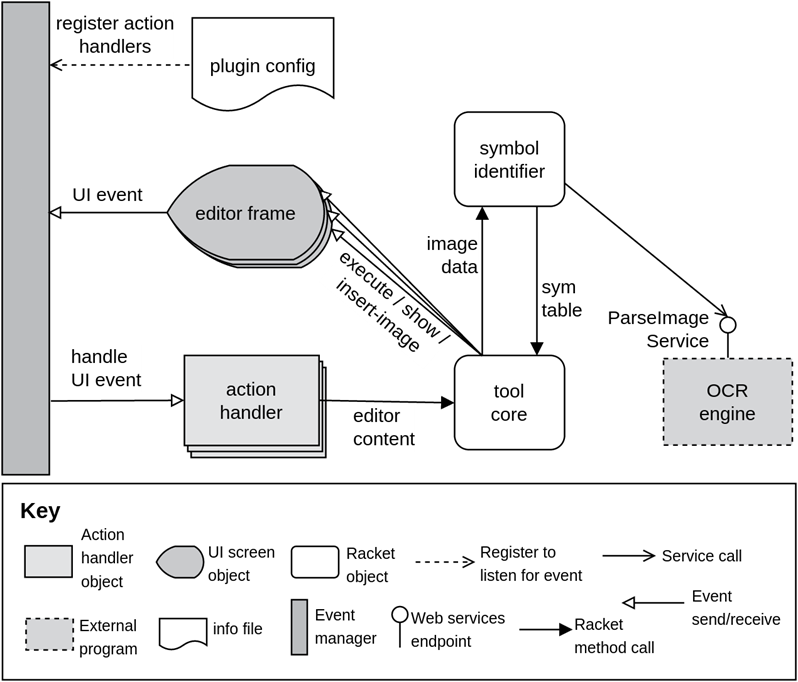 register action
handlers
plugin config
symbol
identifier
UI event
editor frame
image
data
execute / show /
insert-image
sym
table
ParseImage
Service
handle
UI event
action
handler
editor
content
tool
core
OCR
engine
Key
Action
handler
object
UI screen
object
Racket
object
Register to
listen for event
Service call
External
program
info file
Event
manager
Web services
endpoint
Racket
method call
Event
send/receive